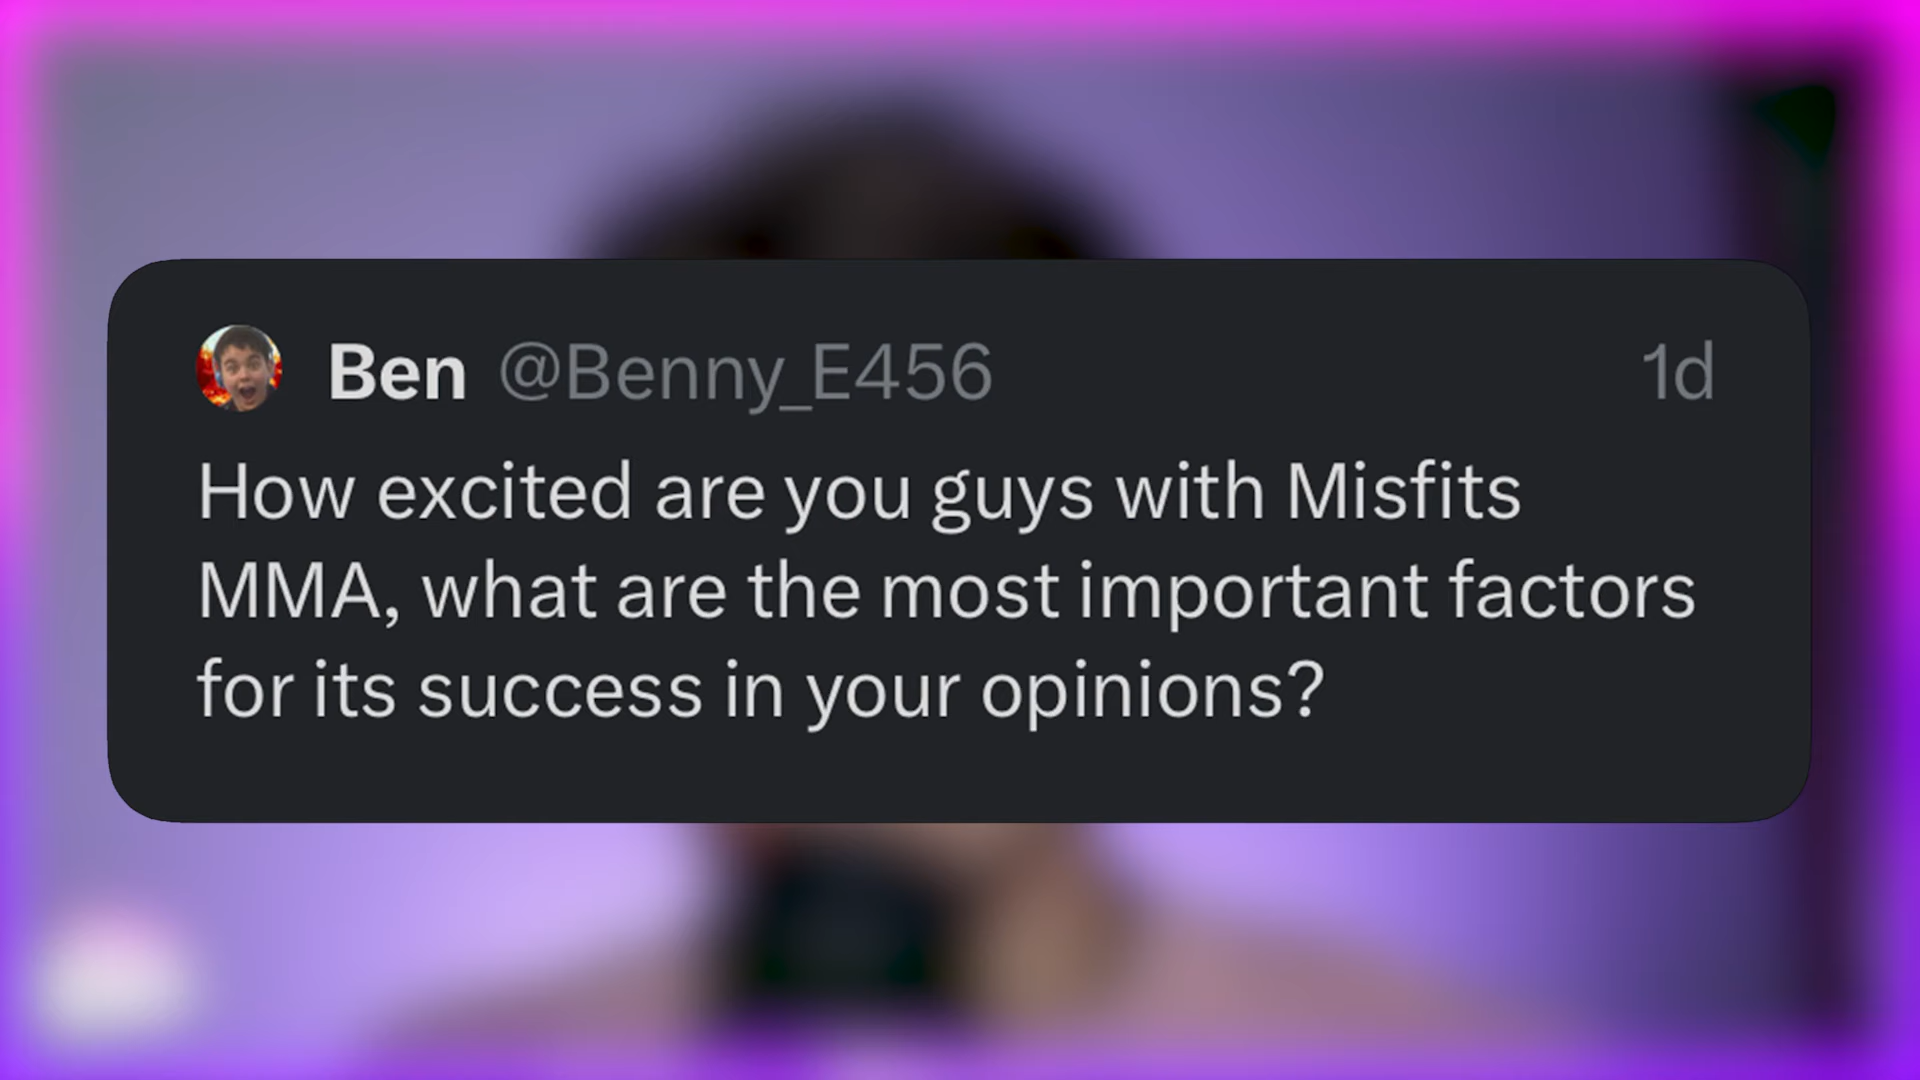 Ben @Benny_E456 1d
How excited are you guys with Misfits
MMA, what are the most important factors
for its success in your opinions?